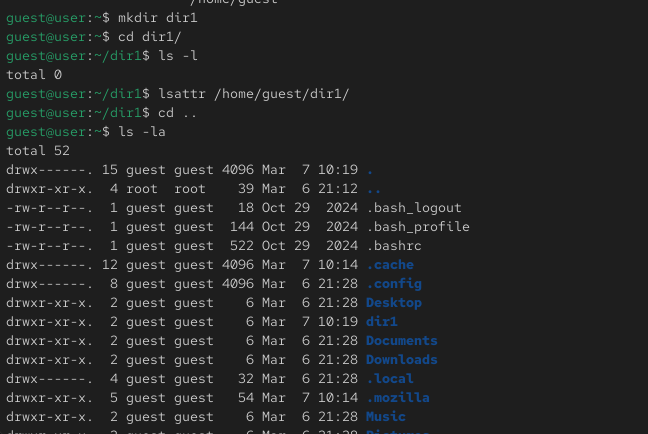 /home/guest
guest@user:~$ mkdir dir1
guest@user:~$ cd dir1/
guest@user:~/dir1$ ls -l
total 0
guest@user:~/dir1$ lsattr /home/guest/dir1/
guest@user:~/dir1$ cd ..
guest@user:~$ ls -la
total 52
drwx------. 15 guest guest 4096 Mar  7 10:19 .
drwxr-xr-x.  4 root  root    39 Mar  6 21:12 ..
-rw-r--r--.  1 guest guest   18 Oct 29  2024 .bash_logout
-rw-r--r--.  1 guest guest  144 Oct 29  2024 .bash_profile
-rw-r--r--.  1 guest guest  522 Oct 29  2024 .bashrc
drwx------. 12 guest guest 4096 Mar  7 10:14 .cache
drwx------.  8 guest guest 4096 Mar  6 21:28 .config
drwxr-xr-x.  2 guest guest    6 Mar  6 21:28 Desktop
drwxr-xr-x.  2 guest guest    6 Mar  7 10:19 dir1
drwxr-xr-x.  2 guest guest    6 Mar  6 21:28 Documents
drwxr-xr-x.  2 guest guest    6 Mar  6 21:28 Downloads
drwx------.  4 guest guest   32 Mar  6 21:28 .local
drwxr-xr-x.  5 guest guest   54 Mar  7 10:14 .mozilla
drwxr-xr-x.  2 guest guest    6 Mar  6 21:28 Music